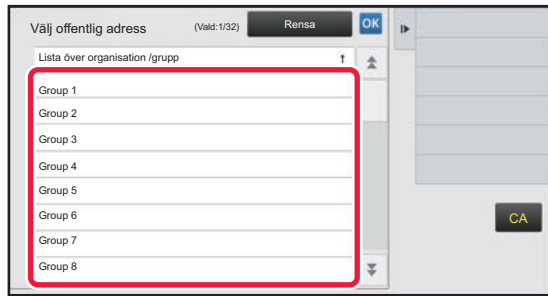 Välj offentlig adress (Vald:1/32) Rensa OK
Lista över organisation /grupp ↑
Group 1
Group 2
Group 3
Group 4
Group 5
Group 6
Group 7
Group 8
CA